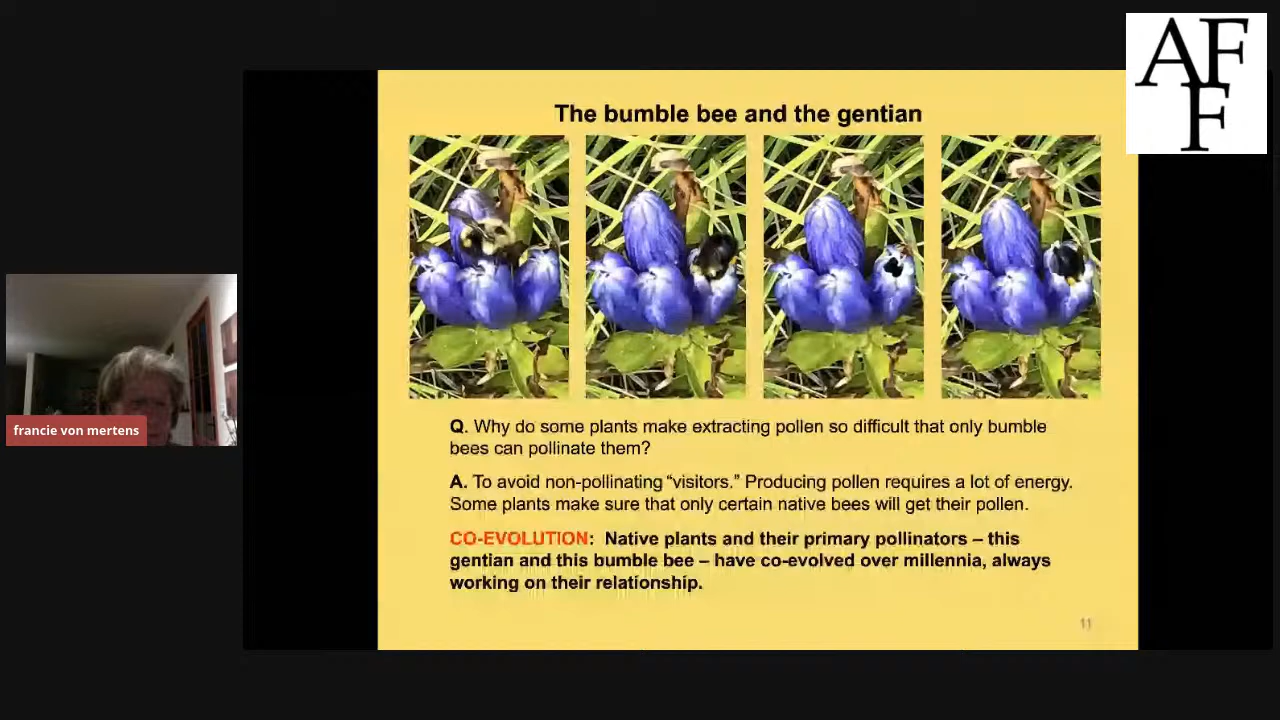 AF
F
The bumble bee and the gentian
francie von mertens
Q. Why do some plants make extracting pollen so difficult that only bumble
bees can pollinate them?
A. To avoid non-pollinating “visitors.” Producing pollen requires a lot of energy.
Some plants make sure that only certain native bees will get their pollen.
CO-EVOLUTION: Native plants and their primary pollinators – this
gentian and this bumble bee – have co-evolved over millennia, always
working on their relationship.
11